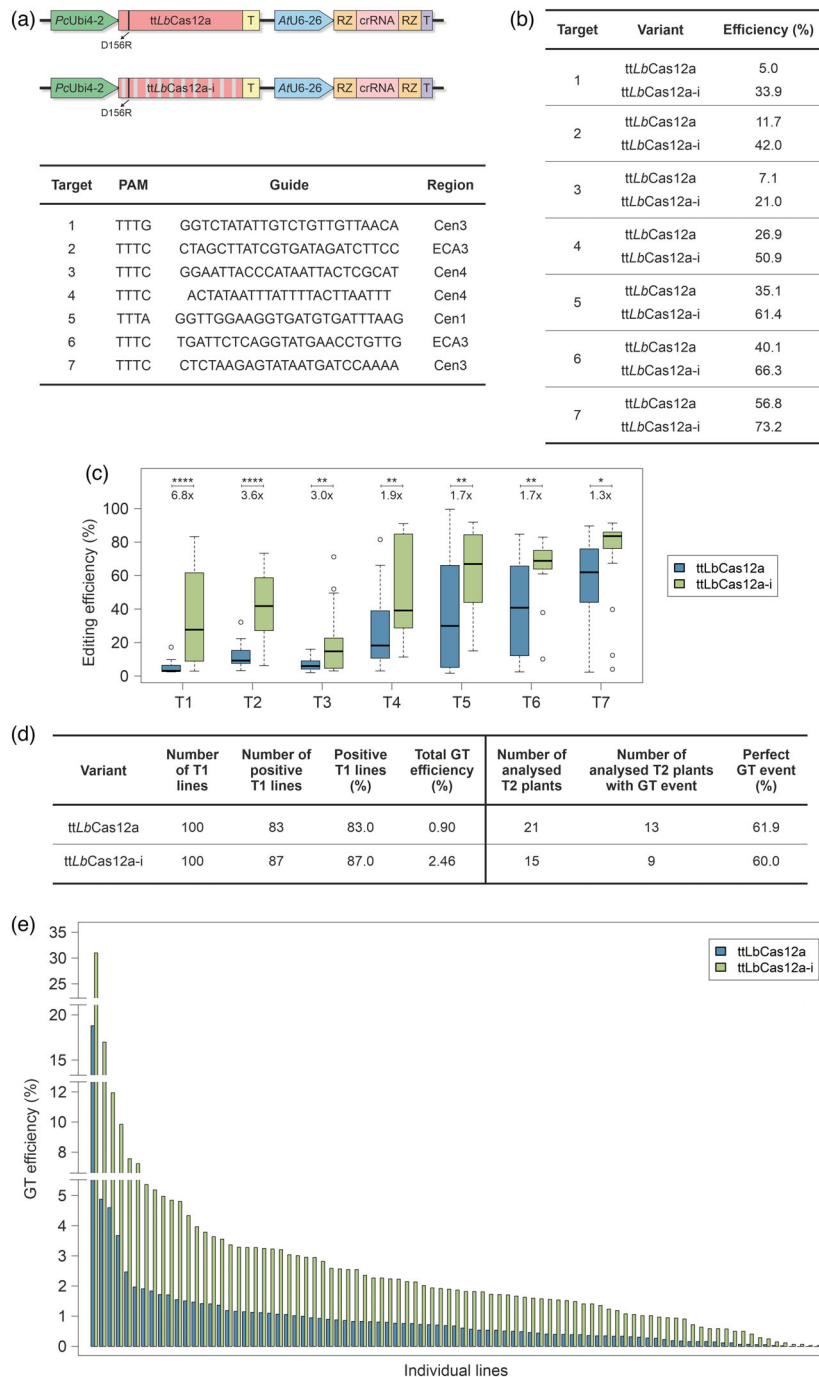 (a)
PcUbi4-2 ttLbCas12a T AtU6-26 RZ crRNA RZ T
D156R
PcUbi4-2 ttLbCas12a-i T AtU6-26 RZ crRNA RZ T
D156R
Target PAM Guide Region
1 TTTG GGTCTATATTGTCTGTTGTTAACA Cen3
2 TTTC CTAGCTTATCGTGATAGATCTTCC ECA3
3 TTTC GGAATTACCCATAATTACTCGCAT Cen4
4 TTTC ACTATAATTTATTTTACTTAATTT Cen4
5 TTTA GGTTGGAAGGTGATGTGATTTAAG Cen1
6 TTTC TGATTCTCAGGTATGAACCTGTTG ECA3
7 TTTC CTCTAAGAGTATAATGATCCAAAA Cen3
(b)
Target Variant Efficiency (%)
1 ttLbCas12a 5.0
ttLbCas12a-i 33.9
2 ttLbCas12a 11.7
ttLbCas12a-i 42.0
3 ttLbCas12a 7.1
ttLbCas12a-i 21.0
4 ttLbCas12a 26.9
ttLbCas12a-i 50.9
5 ttLbCas12a 35.1
ttLbCas12a-i 61.4
6 ttLbCas12a 40.1
ttLbCas12a-i 66.3
7 ttLbCas12a 56.8
ttLbCas12a-i 73.2
(c)
**** **** ** ** ** ** *
6.8x 3.6x 3.0x 1.9x 1.7x 1.7x 1.3x
Editing efficiency (%)
100
80
60
40
20
0
T1 T2 T3 T4 T5 T6 T7
ttLbCas12a
ttLbCas12a-i
(d)
Variant Number of T1 lines Number of positive T1 lines Positive T1 lines (%) Total GT efficiency (%) Number of analysed T2 plants Number of analysed T2 plants with GT event Perfect GT event (%)
ttLbCas12a 100 83 83.0 0.90 21 13 61.9
ttLbCas12a-i 100 87 87.0 2.46 15 9 60.0
(e)
GT efficiency (%)
35
30
25
20
15
12
10
8
6
5
4
3
2
1
0
ttLbCas12a
ttLbCas12a-i
Individual lines